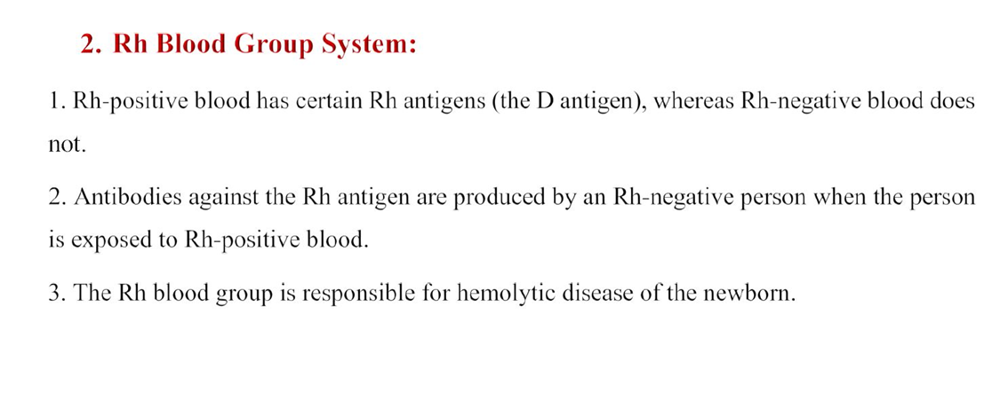 2. Rh Blood Group System:
1. Rh-positive blood has certain Rh antigens (the D antigen), whereas Rh-negative blood does
not.
2. Antibodies against the Rh antigen are produced by an Rh-negative person when the person
is exposed to Rh-positive blood.
3. The Rh blood group is responsible for hemolytic disease of the newborn.